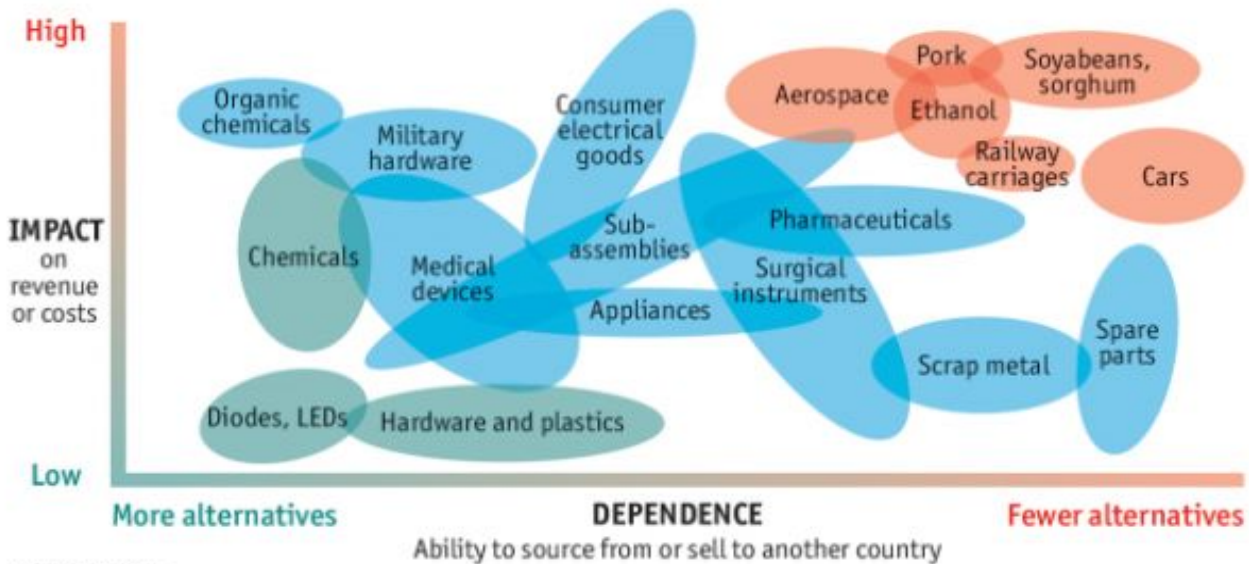 High
Pork
Soyabeans,
sorghum
Organic
chemicals
Consumer
electrical
goods
Aerospace
Ethanol
Military
hardware
Railway
carriages
Cars
IMPACT
on
revenue
or costs
Chemicals
Medical
devices
Sub-
assemblies
Pharmaceuticals
Surgical
instruments
Appliances
Spare
parts
Scrap metal
Diodes, LEDs
Hardware and plastics
Low
More alternatives
DEPENDENCE
Fewer alternatives
Ability to source from or sell to another country